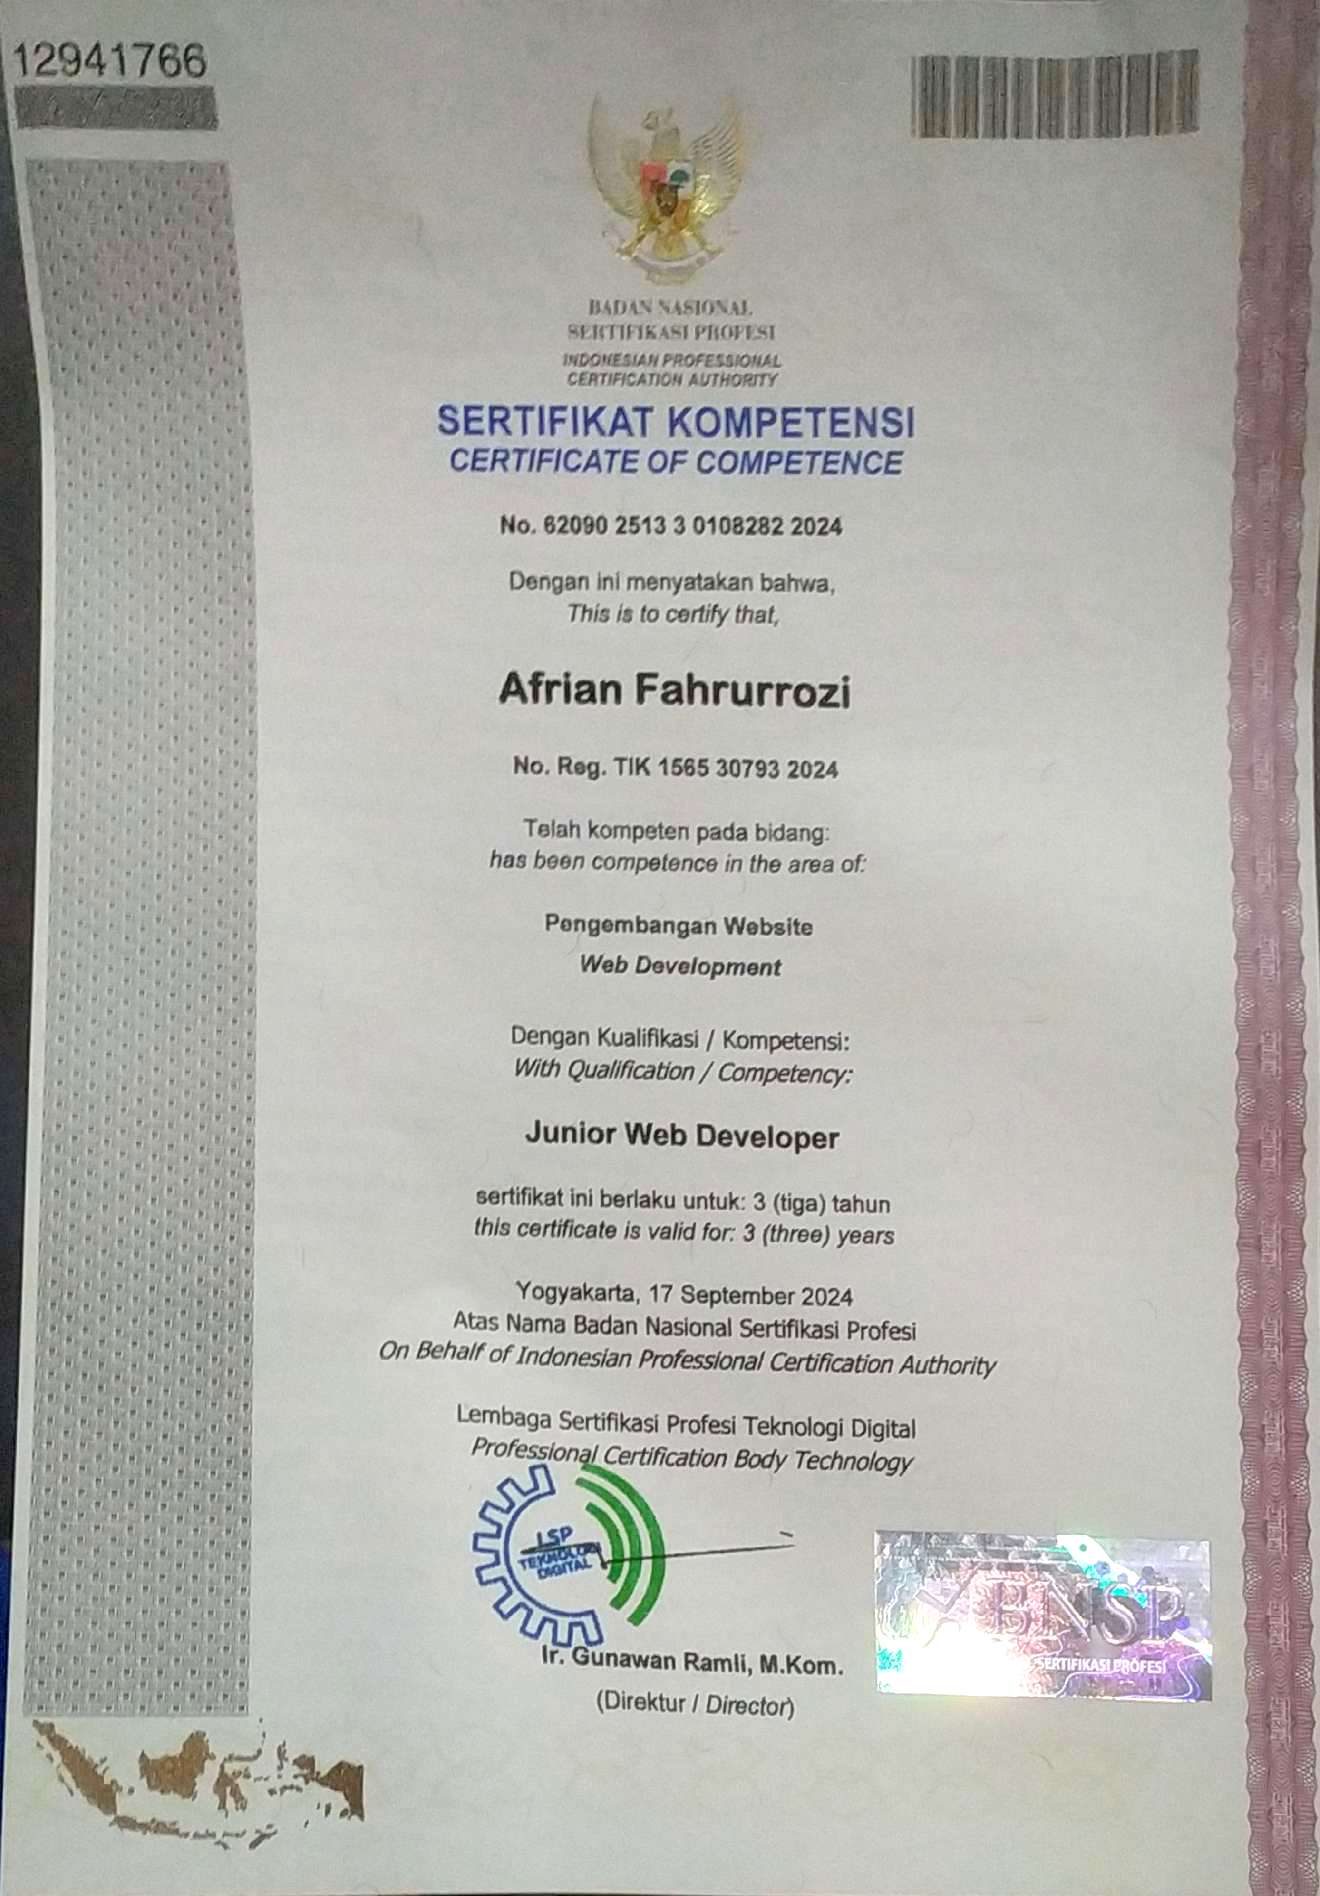 12941766
BADAN NASIONAL
SERTIFIKASI PROFESI
INDONESIAN PROFESSIONAL
CERTIFICATION AUTHORITY
SERTIFIKAT KOMPETENSI
CERTIFICATE OF COMPETENCE
No. 62090 2513 3 0108282 2024
Dengan ini menyatakan bahwa,
This is to certify that,
Afrian Fahrurrozi
No. Reg. TIK 1565 30793 2024
Telah kompeten pada bidang:
has been competence in the area of:
Pengembangan Website
Web Development
Dengan Kualifikasi / Kompetensi:
With Qualification / Competency:
Junior Web Developer
sertifikat ini berlaku untuk: 3 (tiga) tahun
this certificate is valid for: 3 (three) years
Yogyakarta, 17 September 2024
Atas Nama Badan Nasional Sertifikasi Profesi
On Behalf of Indonesian Professional Certification Authority
Lembaga Sertifikasi Profesi Teknologi Digital
Professional Certification Body Technology
LSP
TEKNOLOGI
DIGITAL
BNSP
SERTIFIKASI PROFESI
Ir. Gunawan Ramli, M.Kom.
(Direktur / Director)